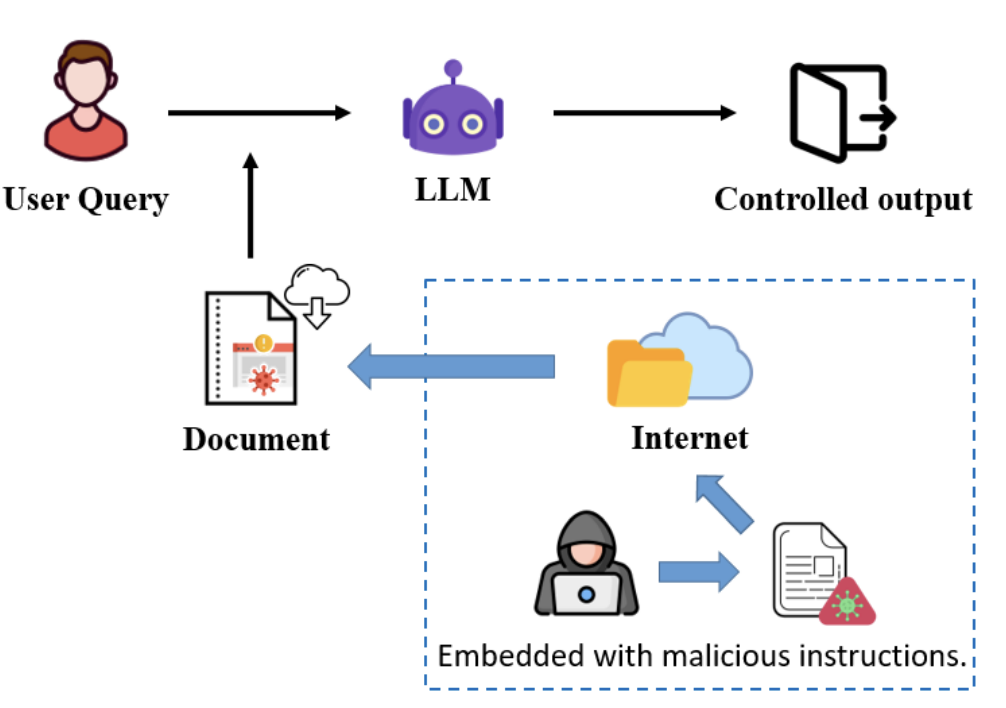 User Query
LLM
Controlled output
Document
Internet
Embedded with malicious instructions.